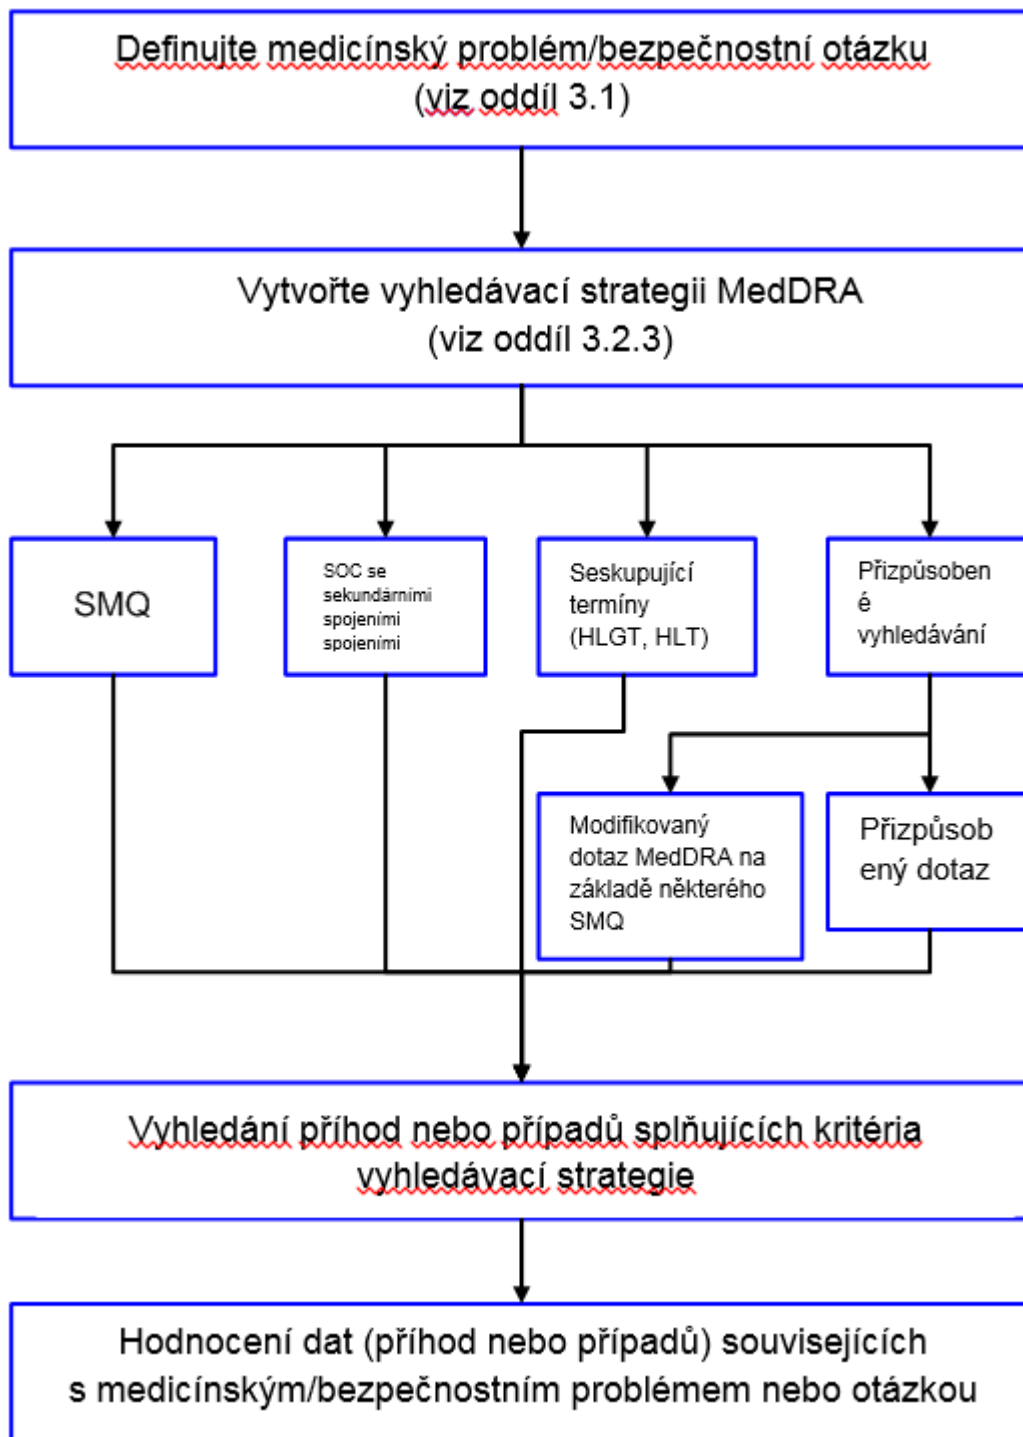 Definujte medicínský problém/bezpečnostní otázku
(viz oddíl 3.1)
Vytvořte vyhledávací strategii MedDRA
(viz oddíl 3.2.3)
SMQ
SOC se
sekundárními
spojeními
spojeními
Seskupující
termíny
(HLGT, HLT)
Přizpůsoben
é
vyhledávání
Modifikovaný
dotaz MedDRA na
základě některého
SMQ
Přizpůsob
ený dotaz
Vyhledání příhod nebo případů splňujících kritéria
vyhledávací strategie
Hodnocení dat (příhod nebo případů) souvisejících
s medicínským/bezpečnostním problémem nebo otázkou